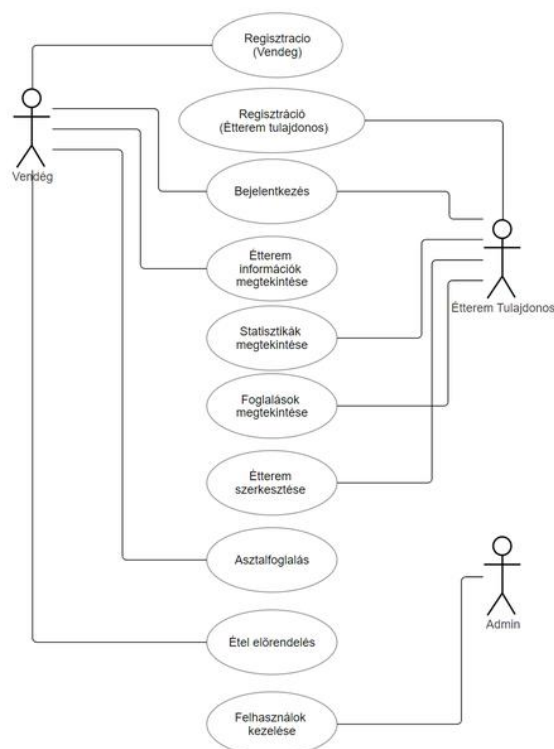 Regisztracio
(Vendeg)
Regisztráció
(Étterem tulajdonos)
Vendég
Bejelentkezés
Étterem
információk
megtekintése
Étterem Tulajdonos
Statisztikák
megtekintése
Foglalások
megtekintése
Étterem
szerkesztése
Asztalfoglalás
Admin
Étel előrendelés
Felhasználok
kezelése